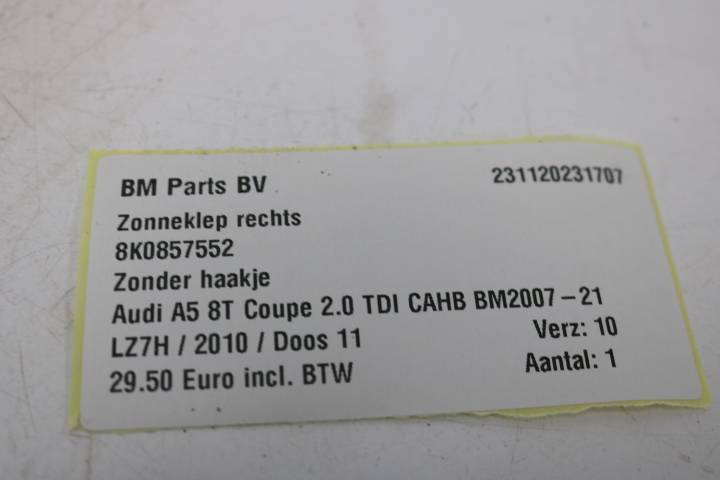 BM Parts BV
231120231707
Zonneklep rechts
8K0857552
Zonder haakje
Audi A5 8T Coupe 2.0 TDI CAHB BM2007-21
LZ7H / 2010 / Doos 11
Verz: 10
29.50 Euro incl. BTW
Aantal: 1